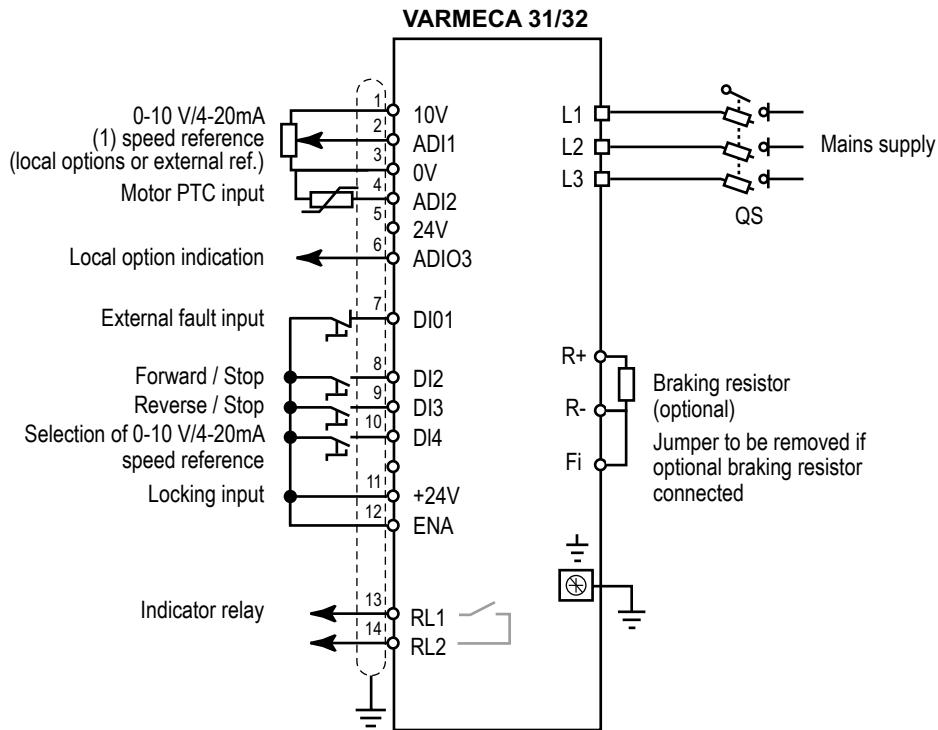 VARMECA 31/32
0-10 V/4-20mA
(1) speed reference
(local options or external ref.)
Motor PTC input
Local option indication
External fault input
Forward / Stop
Reverse / Stop
Selection of 0-10 V/4-20mA
speed reference
Locking input
Indicator relay
1
2
3
4
5
6
7
8
9
10
11
12
13
14
10V
ADI1
0V
ADI2
24V
ADIO3
DI01
DI2
DI3
DI4
+24V
ENA
RL1
RL2
L1
L2
L3
Mains supply
QS
R+
R-
Fi
Braking resistor
(optional)
Jumper to be removed if
optional braking resistor
connected